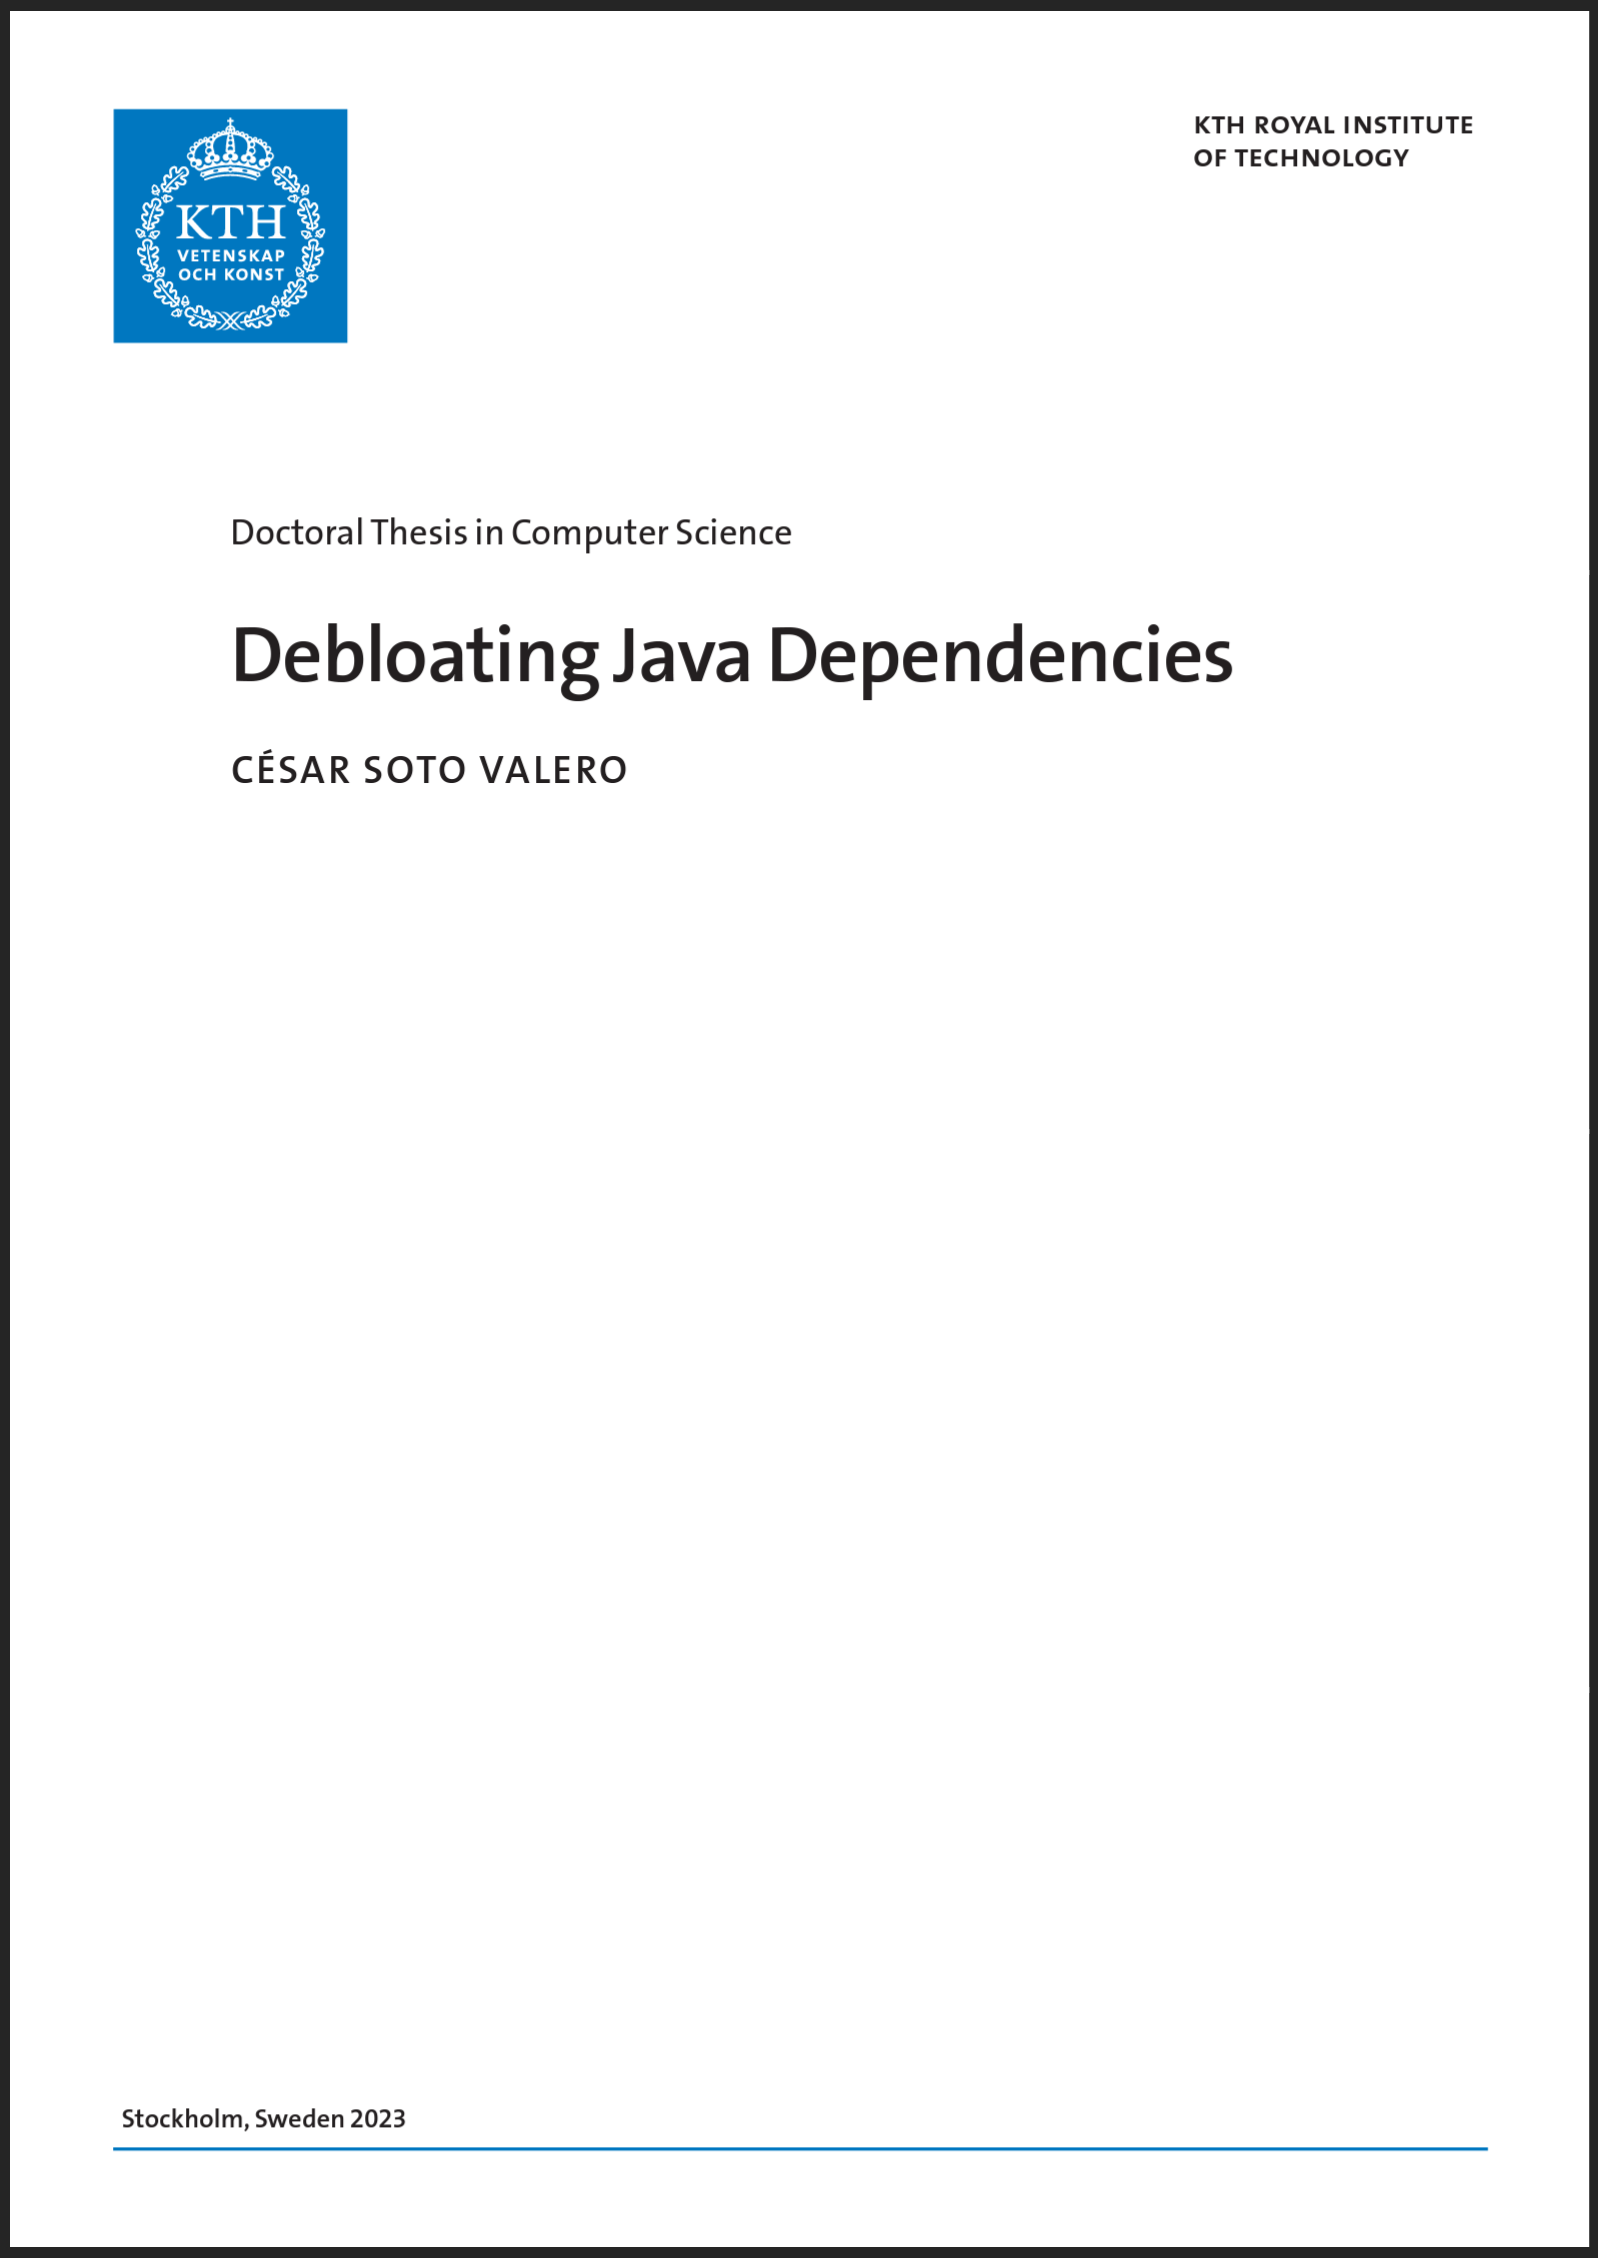 KTH
VETENSKAP
OCH KONST
KTH ROYAL INSTITUTE
OF TECHNOLOGY
Doctoral Thesis in Computer Science
Debloating Java Dependencies
CÉSAR SOTO VALERO
Stockholm, Sweden 2023